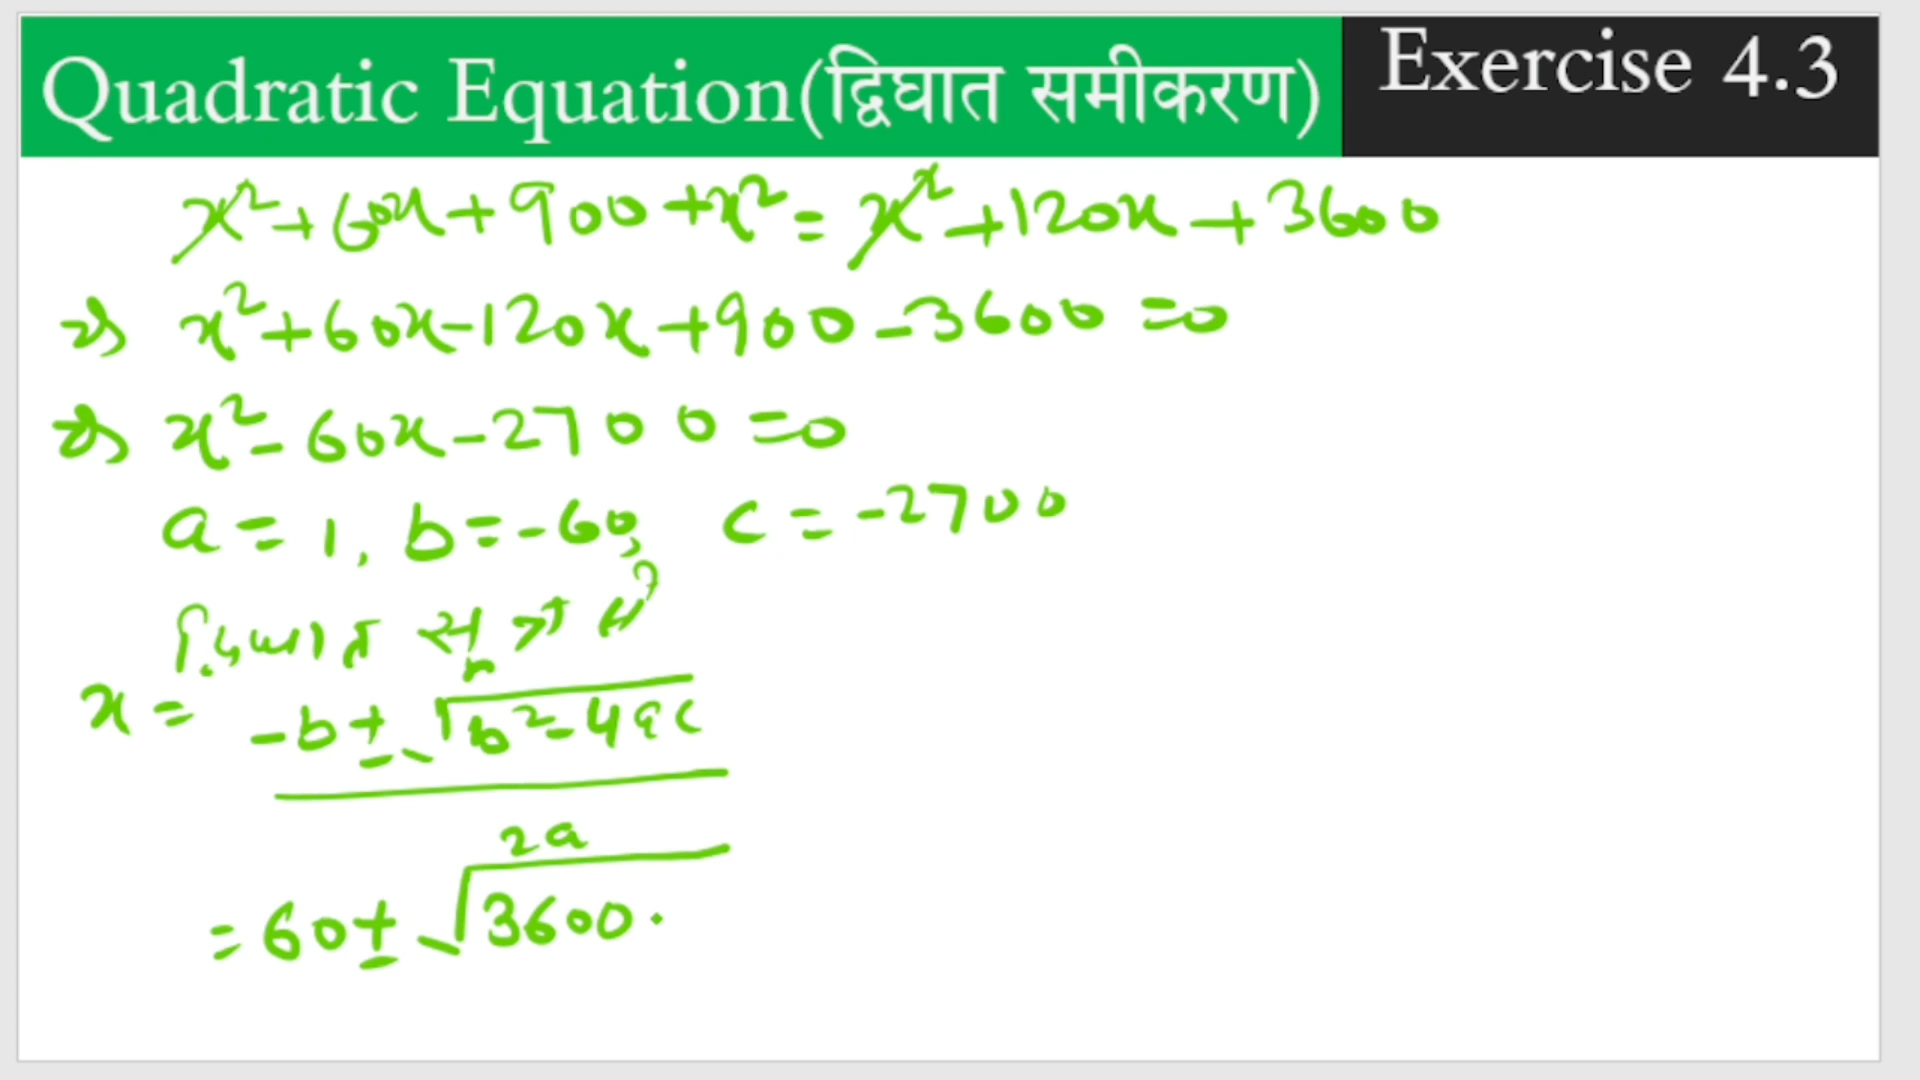 Quadratic Equation(द्विघात समीकरण)
Exercise 4.3
x²+60x+900+x²=x²+120x+3600
⇒ x²+60x-120x+900-3600=0
⇒ x²-60x-2700=0
a=1, b=-60, c=-2700
द्विघात सूत्र से
x= -b±√b²-4ac
2a
=60±√3600